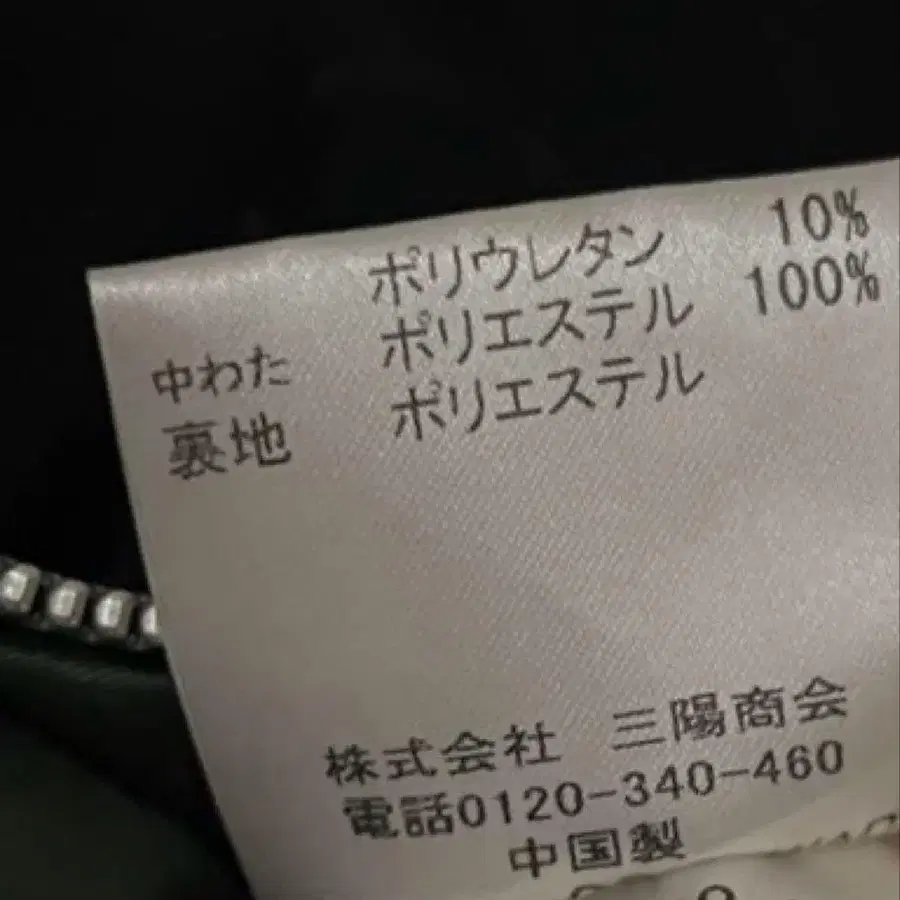 ポリウレタン 10%
中わた ポリエステル 100%
裏地 ポリエステル
株式会社 三陽商会
電話0120-340-460
中国製